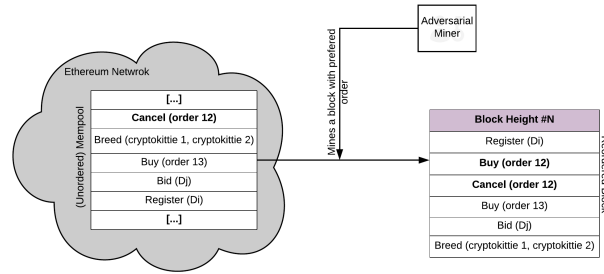 Adversarial
Miner
Ethereum Netwrok
Mines a block with prefered
order
(Unordered) Mempool
[...]
Cancel (order 12)
Breed (cryptokittie 1, cryptokittie 2)
Buy (order 13)
Bid (Dj)
Register (Di)
[...]
Block Height #N
Register (Di)
Buy (order 12)
Cancel (order 12)
Buy (order 13)
Bid (Dj)
Breed (cryptokittie 1, cryptokittie 2)